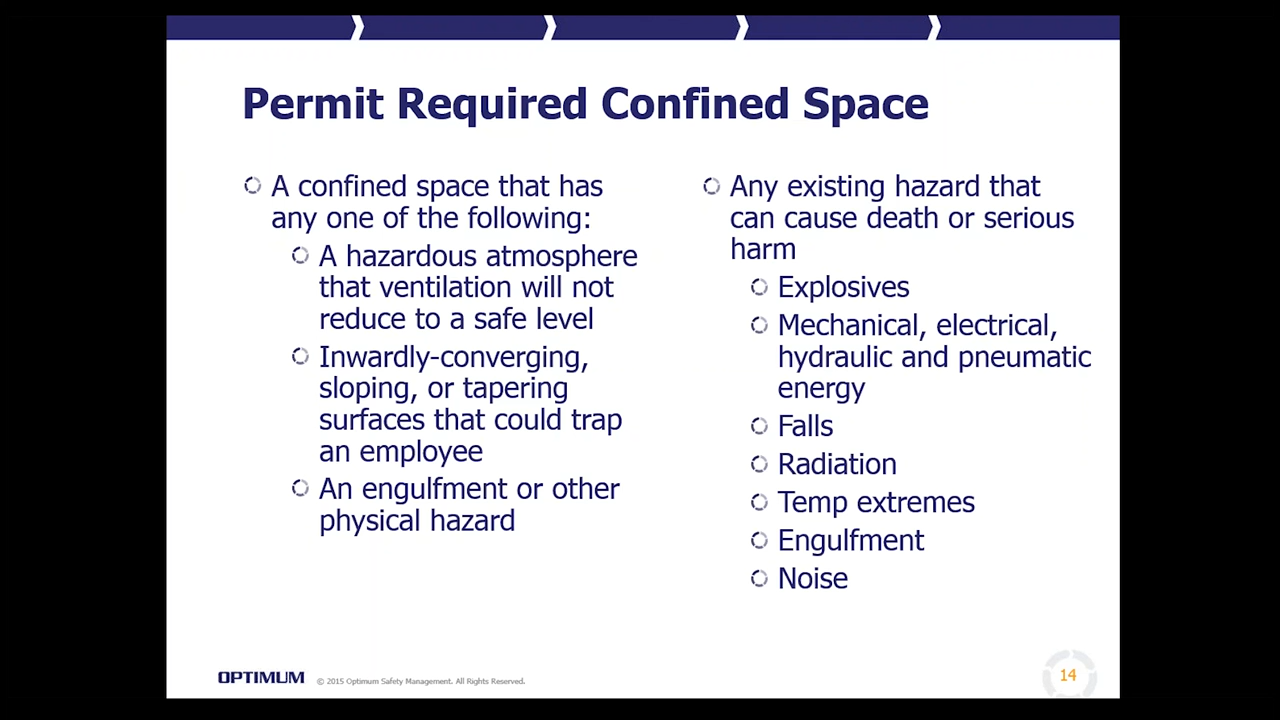 Permit Required Confined Space
A confined space that has
any one of the following:
A hazardous atmosphere
that ventilation will not
reduce to a safe level
Inwardly-converging,
sloping, or tapering
surfaces that could trap
an employee
An engulfment or other
physical hazard
Any existing hazard that
can cause death or serious
harm
Explosives
Mechanical, electrical,
hydraulic and pneumatic
energy
Falls
Radiation
Temp extremes
Engulfment
Noise
OPTIMUM © 2015 Optimum Safety Management. All Rights Reserved.
14